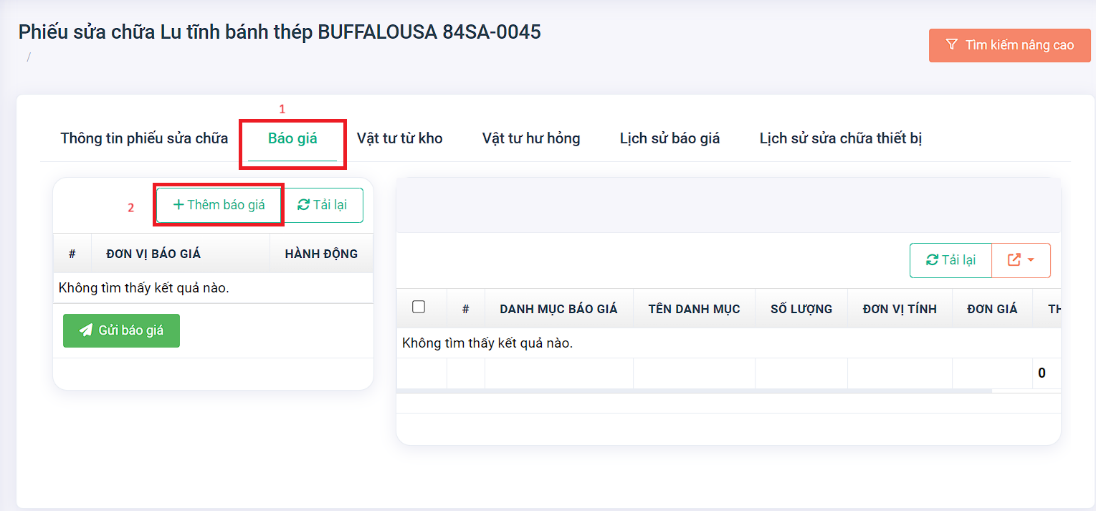 Phiếu sửa chữa Lu tĩnh bánh thép BUFFALOUSA 84SA-0045
/
Tìm kiếm nâng cao
1
Thông tin phiếu sửa chữa Báo giá Vật tư từ kho Vật tư hư hỏng Lịch sử báo giá Lịch sử sửa chữa thiết bị
2
+ Thêm báo giá Tải lại
# ĐƠN VỊ BÁO GIÁ HÀNH ĐỘNG
Không tìm thấy kết quả nào.
Gửi báo giá
Tải lại
# DANH MỤC BÁO GIÁ TÊN DANH MỤC SỐ LƯỢNG ĐƠN VỊ TÍNH ĐƠN GIÁ TH
Không tìm thấy kết quả nào.
0